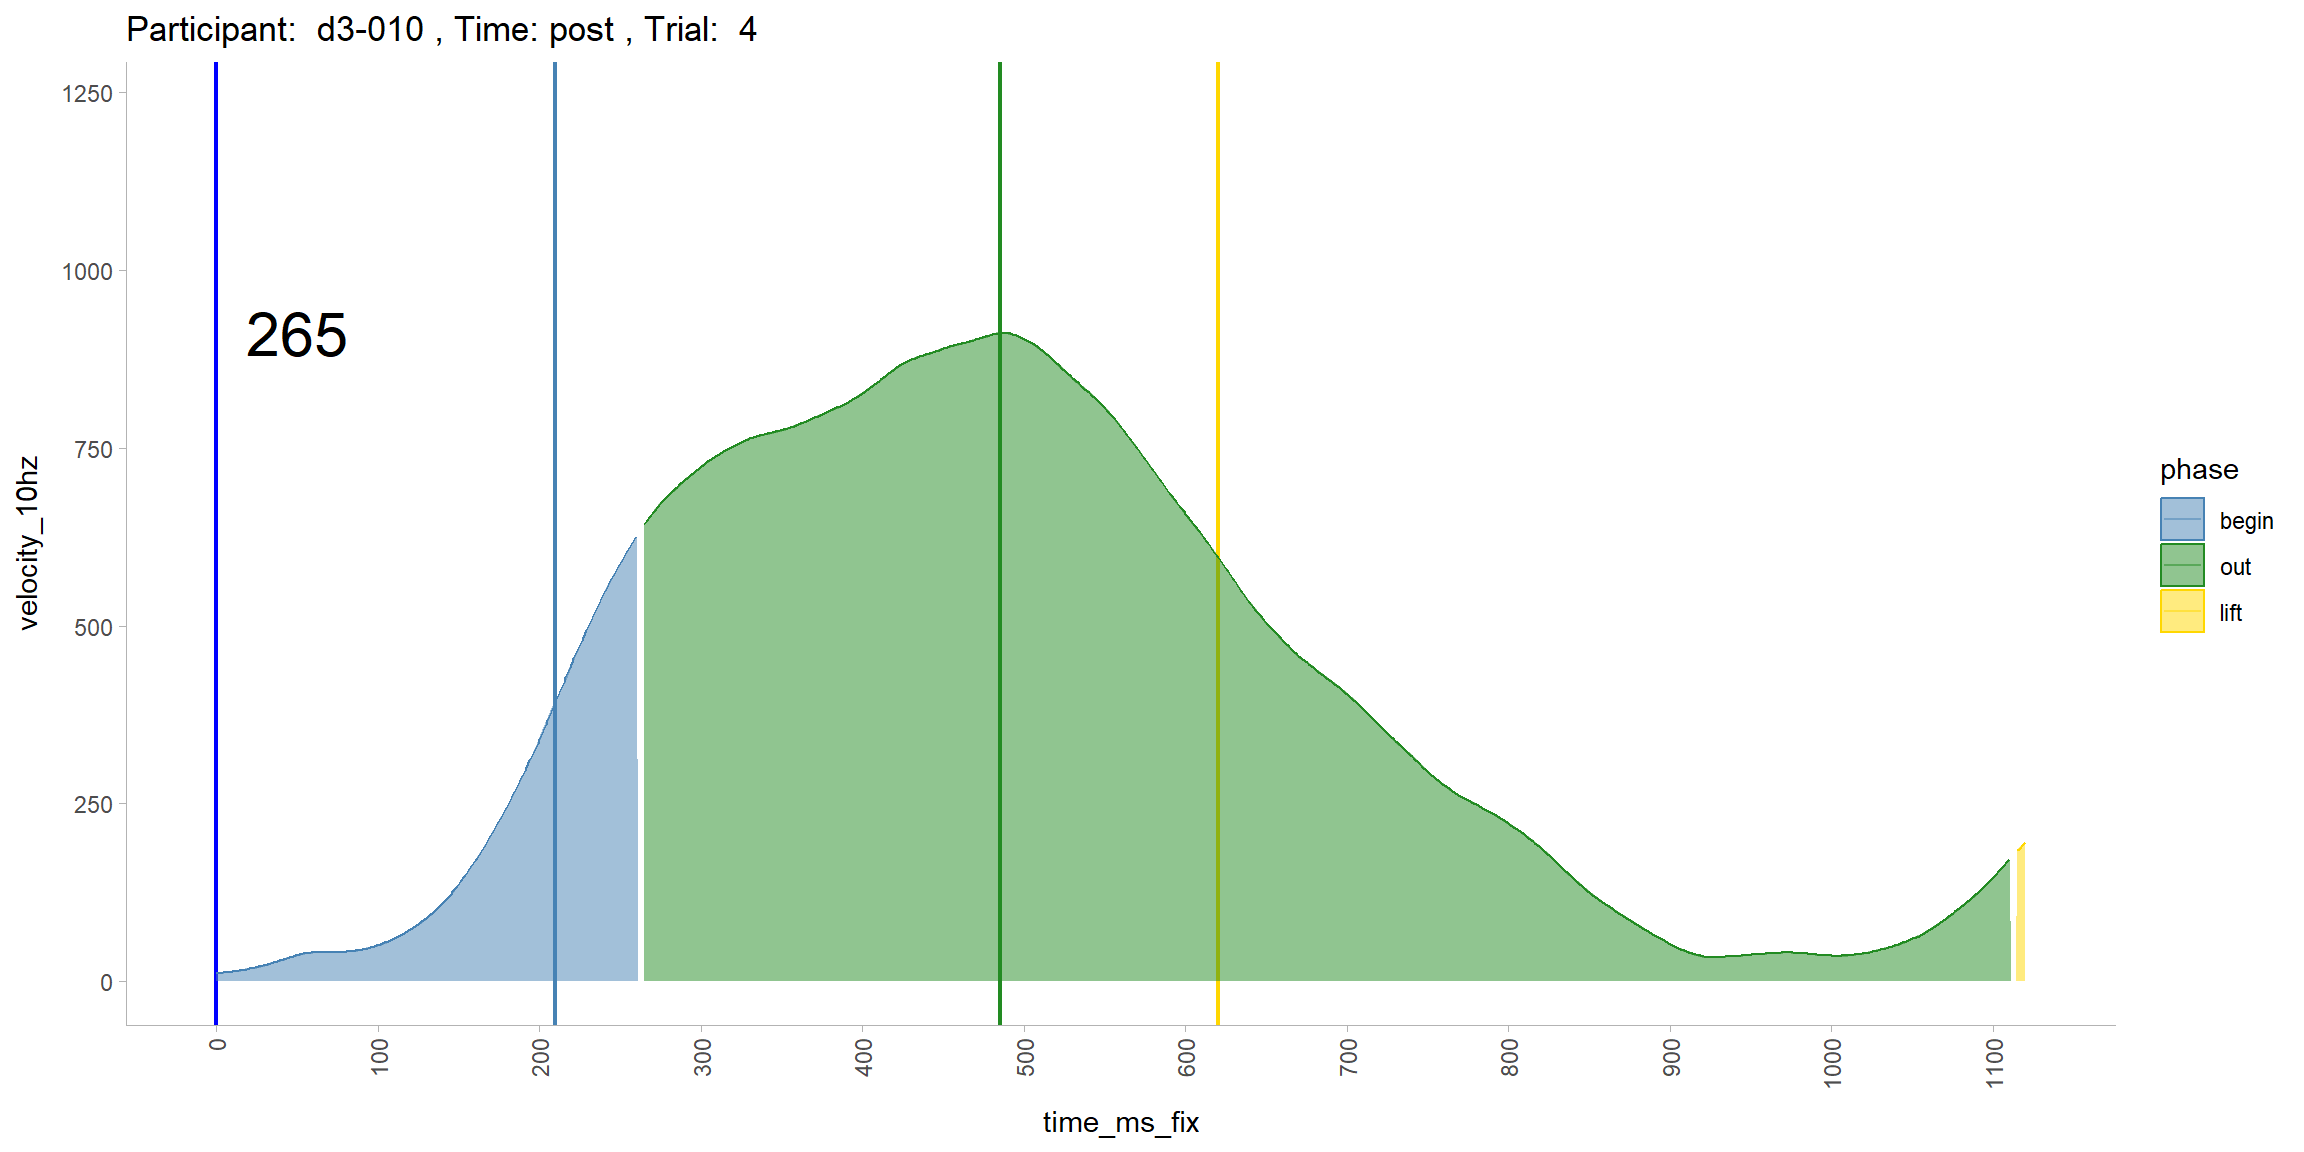 Participant:  d3-010 , Time: post , Trial:  4
1250
1000
750
500
250
0
velocity_10hz
265
0
100
200
300
400
500
600
700
800
900
1000
1100
time_ms_fix
phase
begin
out
lift